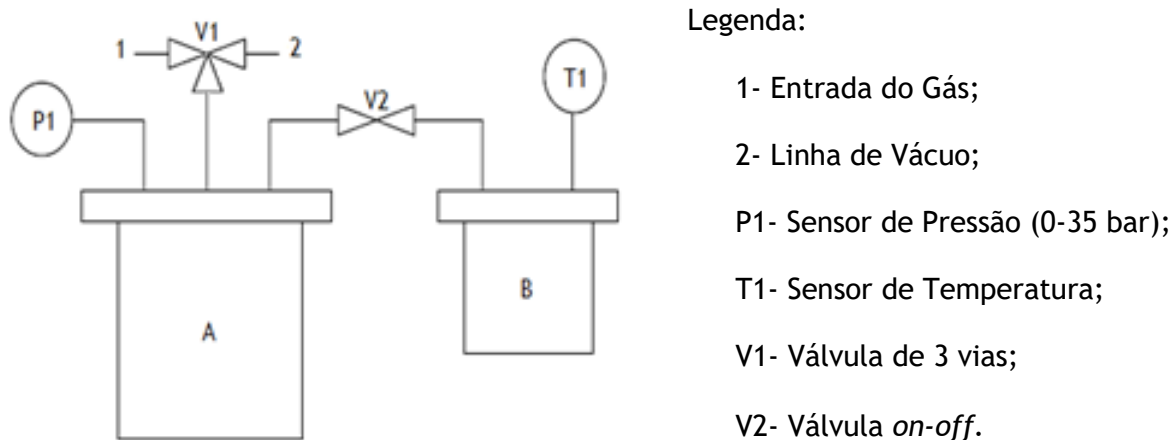 V1
1
2
P1
V2
T1
A
B
Legenda:
1- Entrada do Gás;
2- Linha de Vácuo;
P1- Sensor de Pressão (0-35 bar);
T1- Sensor de Temperatura;
V1- Válvula de 3 vias;
V2- Válvula on-off.